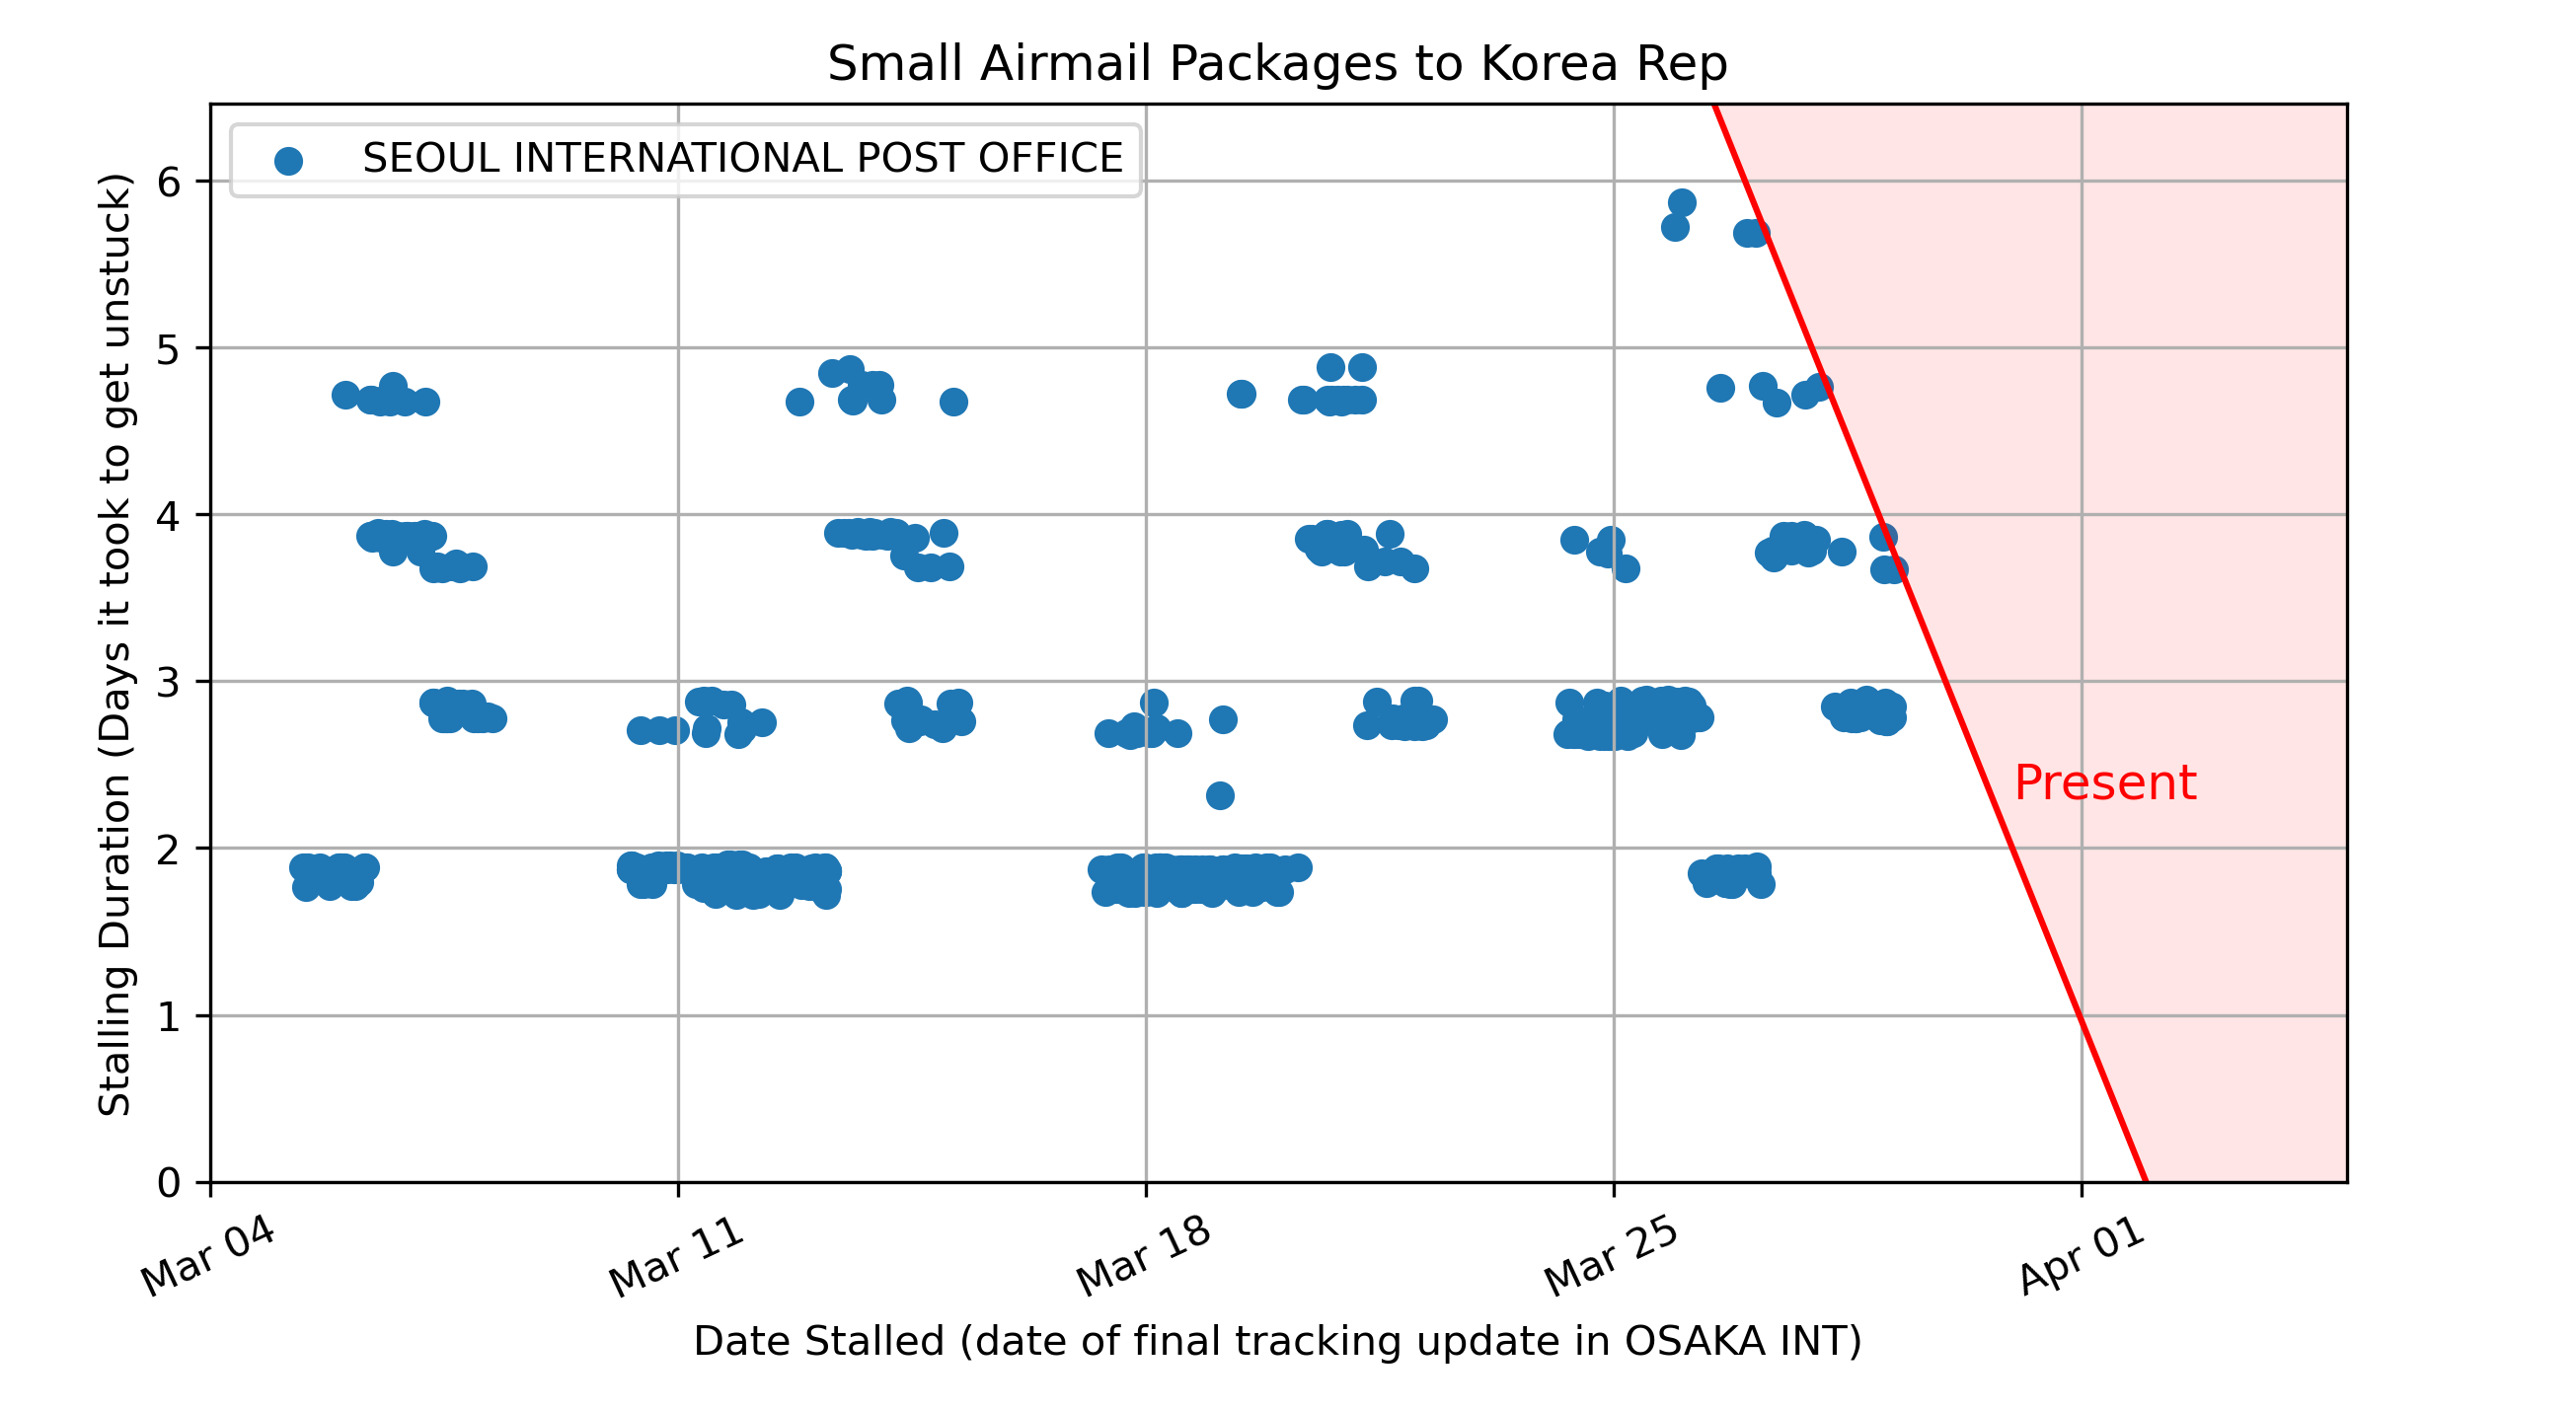 Small Airmail Packages to Korea Rep
SEOUL INTERNATIONAL POST OFFICE
Stalling Duration (Days it took to get unstuck)
6
5
4
3
2
1
0
Present
Mar 04
Mar 11
Mar 18
Mar 25
Apr 01
Date Stalled (date of final tracking update in OSAKA INT)